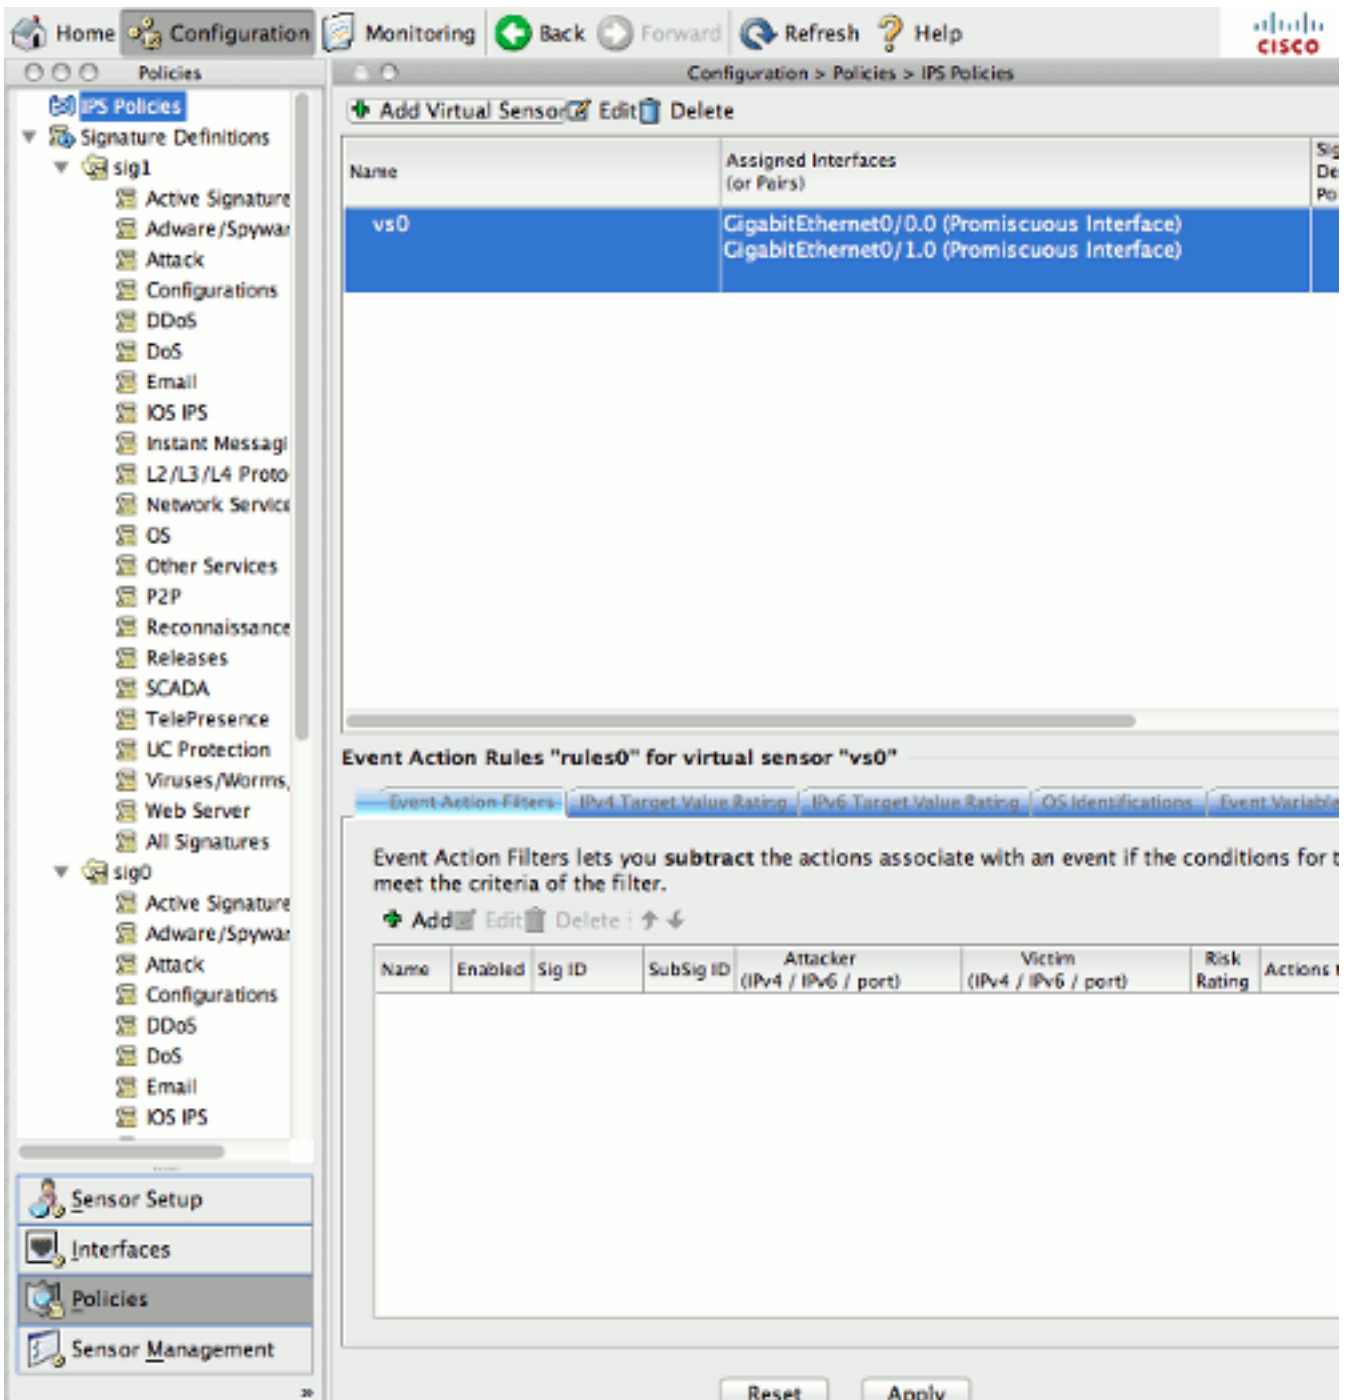 Home Configuration Monitoring Back Forward Refresh Help
CISCO
Policies
Configuration > Policies > IPS Policies
IPS Policies
Signature Definitions
sig1
Active Signature
Adware/Spywar
Attack
Configurations
DDoS
DoS
Email
IOS IPS
Instant Messagi
L2/L3/L4 Proto
Network Service
OS
Other Services
P2P
Reconnaissance
Releases
SCADA
TelePresence
UC Protection
Viruses/Worms,
Web Server
All Signatures
sig0
Active Signature
Adware/Spywar
Attack
Configurations
DDoS
DoS
Email
IOS IPS
Sensor Setup
Interfaces
Policies
Sensor Management
»
Add Virtual Sensor Edit Delete
Name
Assigned Interfaces
(or Pairs)
Sig
De
Po
vs0
GigabitEthernet0/0.0 (Promiscuous Interface)
GigabitEthernet0/1.0 (Promiscuous Interface)
Event Action Rules "rules0" for virtual sensor "vs0"
Event Action Filters IPv4 Target Value Rating IPv6 Target Value Rating OS Identifications Event Variable
Event Action Filters lets you subtract the actions associate with an event if the conditions for t
meet the criteria of the filter.
Add Edit Delete
Name Enabled Sig ID SubSig ID
Attacker
(IPv4 / IPv6 / port)
Victim
(IPv4 / IPv6 / port)
Risk
Rating
Actions t
Reset Apply